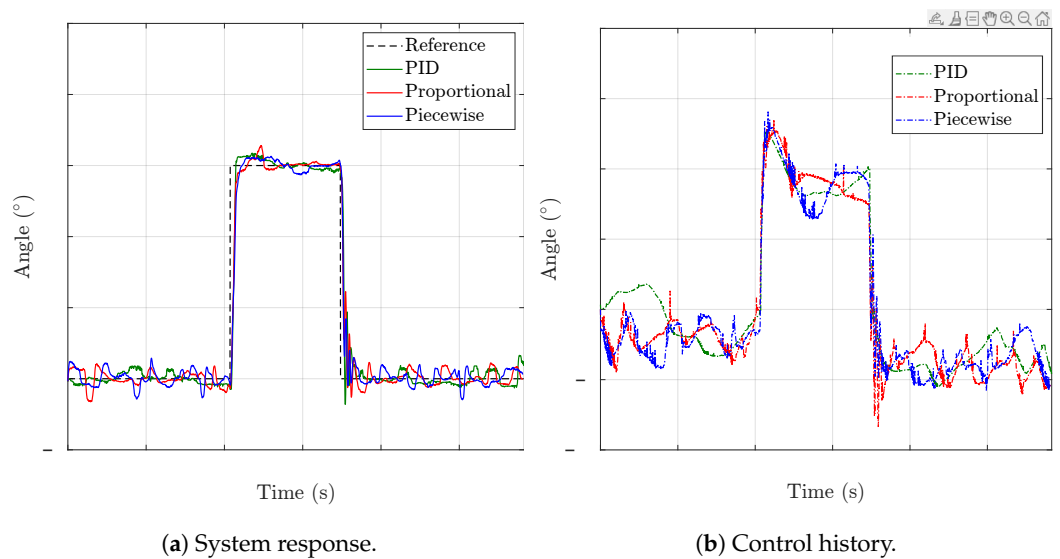 Reference
PID
Proportional
Piecewise
Angle (°)
Time (s)
(a) System response.
PID
Proportional
Piecewise
Angle (°)
Time (s)
(b) Control history.